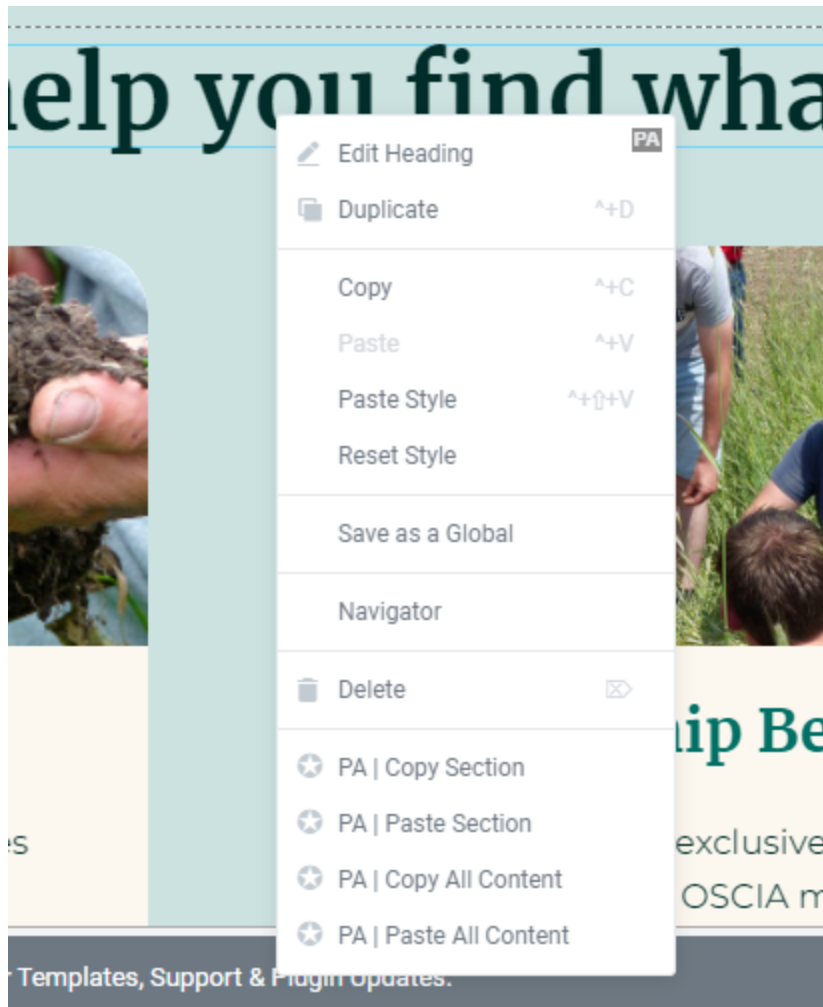 help you find wha
PA
Edit Heading
Duplicate ^+D
Copy ^+C
Paste ^+V
Paste Style ^+⇧+V
Reset Style
Save as a Global
Navigator
Delete ⌦
PA | Copy Section
PA | Paste Section
PA | Copy All Content
PA | Paste All Content
ip Be
es
exclusive
OSCIA m
r Templates, Support & Plugin Updates.